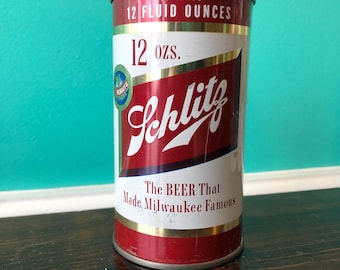 12 FLUID OUNCES
12 OZS.
Schlitz
The BEER That
Made Milwaukee Famous